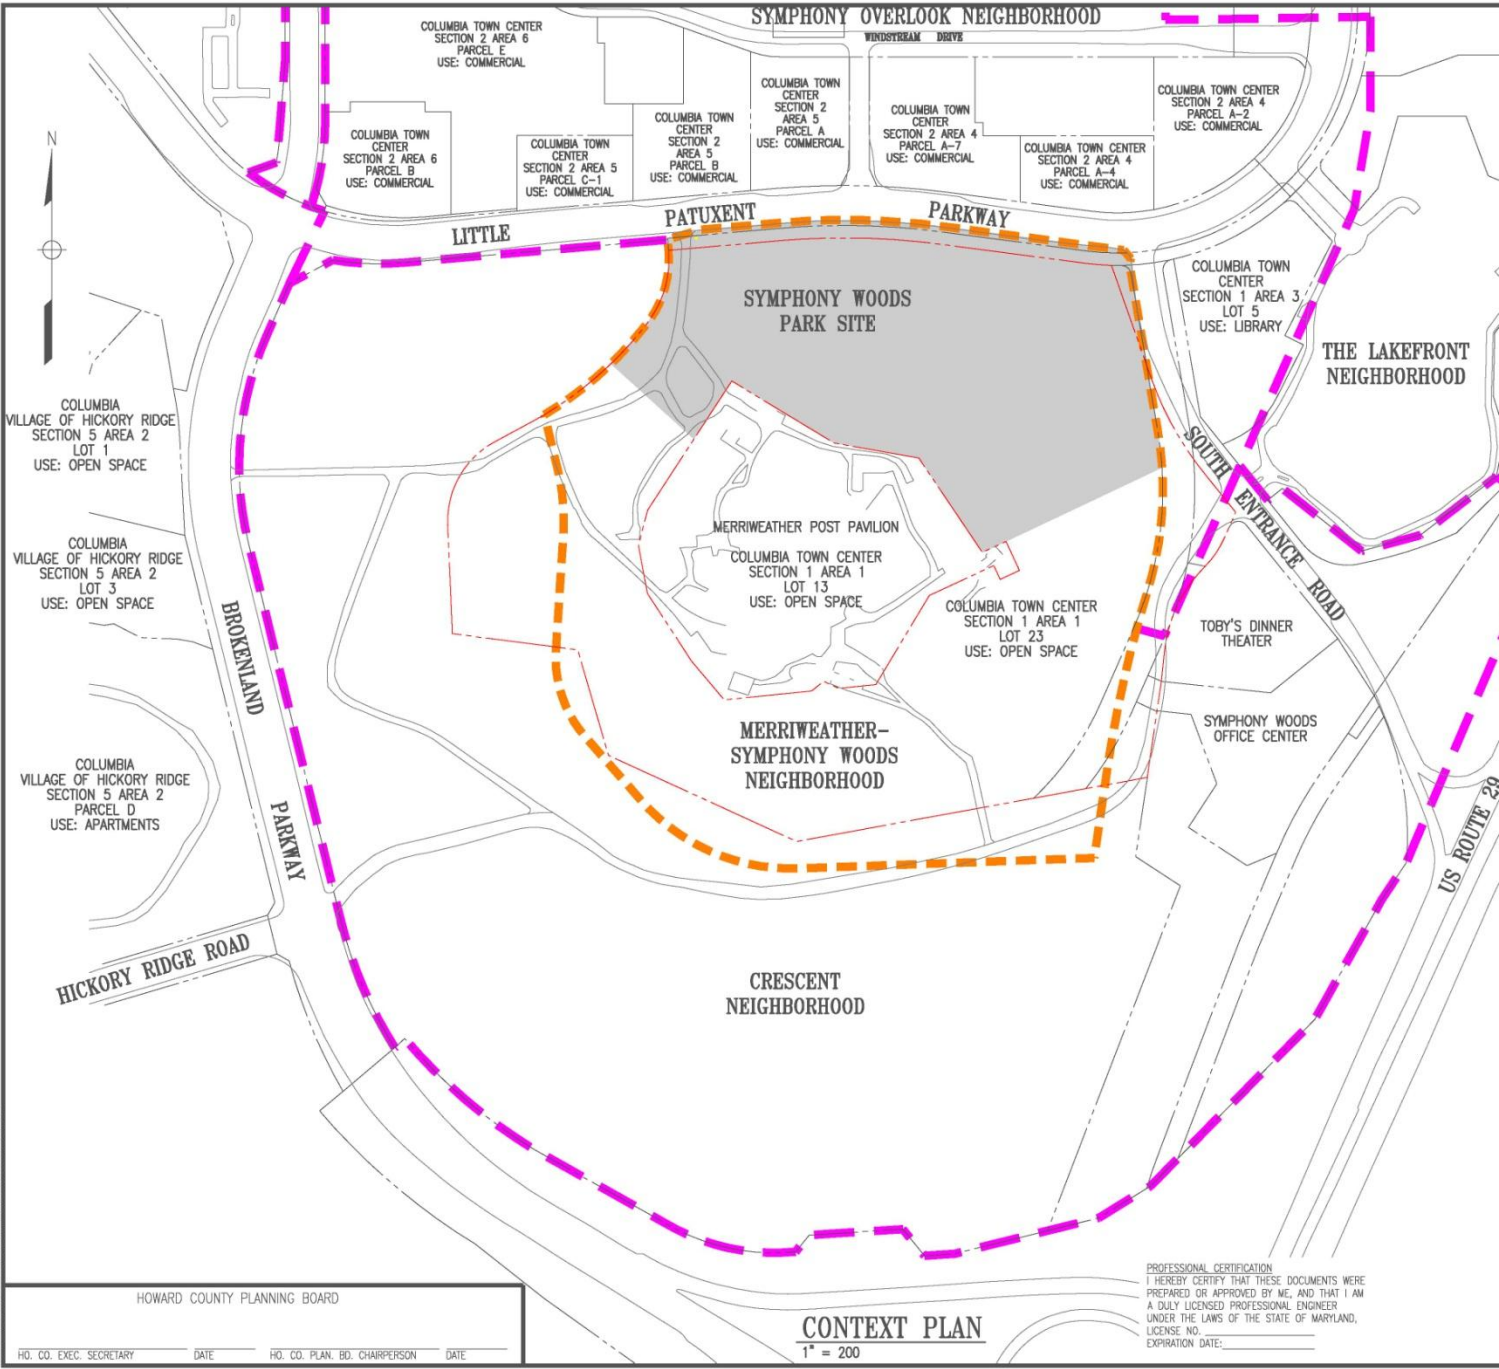 SYMPHONY OVERLOOK NEIGHBORHOOD
WINDSTREAM DRIVE
COLUMBIA TOWN CENTER
SECTION 2 AREA 6
PARCEL E
USE: COMMERCIAL
COLUMBIA TOWN
CENTER
SECTION 2 AREA 6
PARCEL B
USE: COMMERCIAL
COLUMBIA TOWN
CENTER
SECTION 2 AREA 5
PARCEL C-1
USE: COMMERCIAL
COLUMBIA TOWN
CENTER
SECTION 2
AREA 5
PARCEL B
USE: COMMERCIAL
COLUMBIA TOWN
CENTER
SECTION 2
AREA 5
PARCEL A
USE: COMMERCIAL
COLUMBIA TOWN
CENTER
SECTION 2 AREA 4
PARCEL A-7
USE: COMMERCIAL
COLUMBIA TOWN CENTER
SECTION 2 AREA 4
PARCEL A-4
USE: COMMERCIAL
COLUMBIA TOWN CENTER
SECTION 2 AREA 4
PARCEL A-2
USE: COMMERCIAL
N
LITTLE PATUXENT PARKWAY
SYMPHONY WOODS
PARK SITE
COLUMBIA TOWN
CENTER
SECTION 1 AREA 3
LOT 5
USE: LIBRARY
THE LAKEFRONT
NEIGHBORHOOD
COLUMBIA
VILLAGE OF HICKORY RIDGE
SECTION 5 AREA 2
LOT 1
USE: OPEN SPACE
COLUMBIA
VILLAGE OF HICKORY RIDGE
SECTION 5 AREA 2
LOT 3
USE: OPEN SPACE
SOUTH ENTRANCE ROAD
MERRIWEATHER POST PAVILION
COLUMBIA TOWN CENTER
SECTION 1 AREA 1
LOT 13
USE: OPEN SPACE
COLUMBIA TOWN CENTER
SECTION 1 AREA 1
LOT 23
USE: OPEN SPACE
TOBY'S DINNER
THEATER
BROKENLAND PARKWAY
SYMPHONY WOODS
OFFICE CENTER
MERRIWEATHER-
SYMPHONY WOODS
NEIGHBORHOOD
COLUMBIA
VILLAGE OF HICKORY RIDGE
SECTION 5 AREA 2
PARCEL D
USE: APARTMENTS
US ROUTE 29
HICKORY RIDGE ROAD
CRESCENT
NEIGHBORHOOD
HOWARD COUNTY PLANNING BOARD
HO. CO. EXEC. SECRETARY DATE HO. CO. PLAN. BD. CHAIRPERSON DATE
CONTEXT PLAN
1" = 200
PROFESSIONAL CERTIFICATION
I HEREBY CERTIFY THAT THESE DOCUMENTS WERE
PREPARED OR APPROVED BY ME, AND THAT I AM
A DULY LICENSED PROFESSIONAL ENGINEER
UNDER THE LAWS OF THE STATE OF MARYLAND,
LICENSE NO.
EXPIRATION DATE: